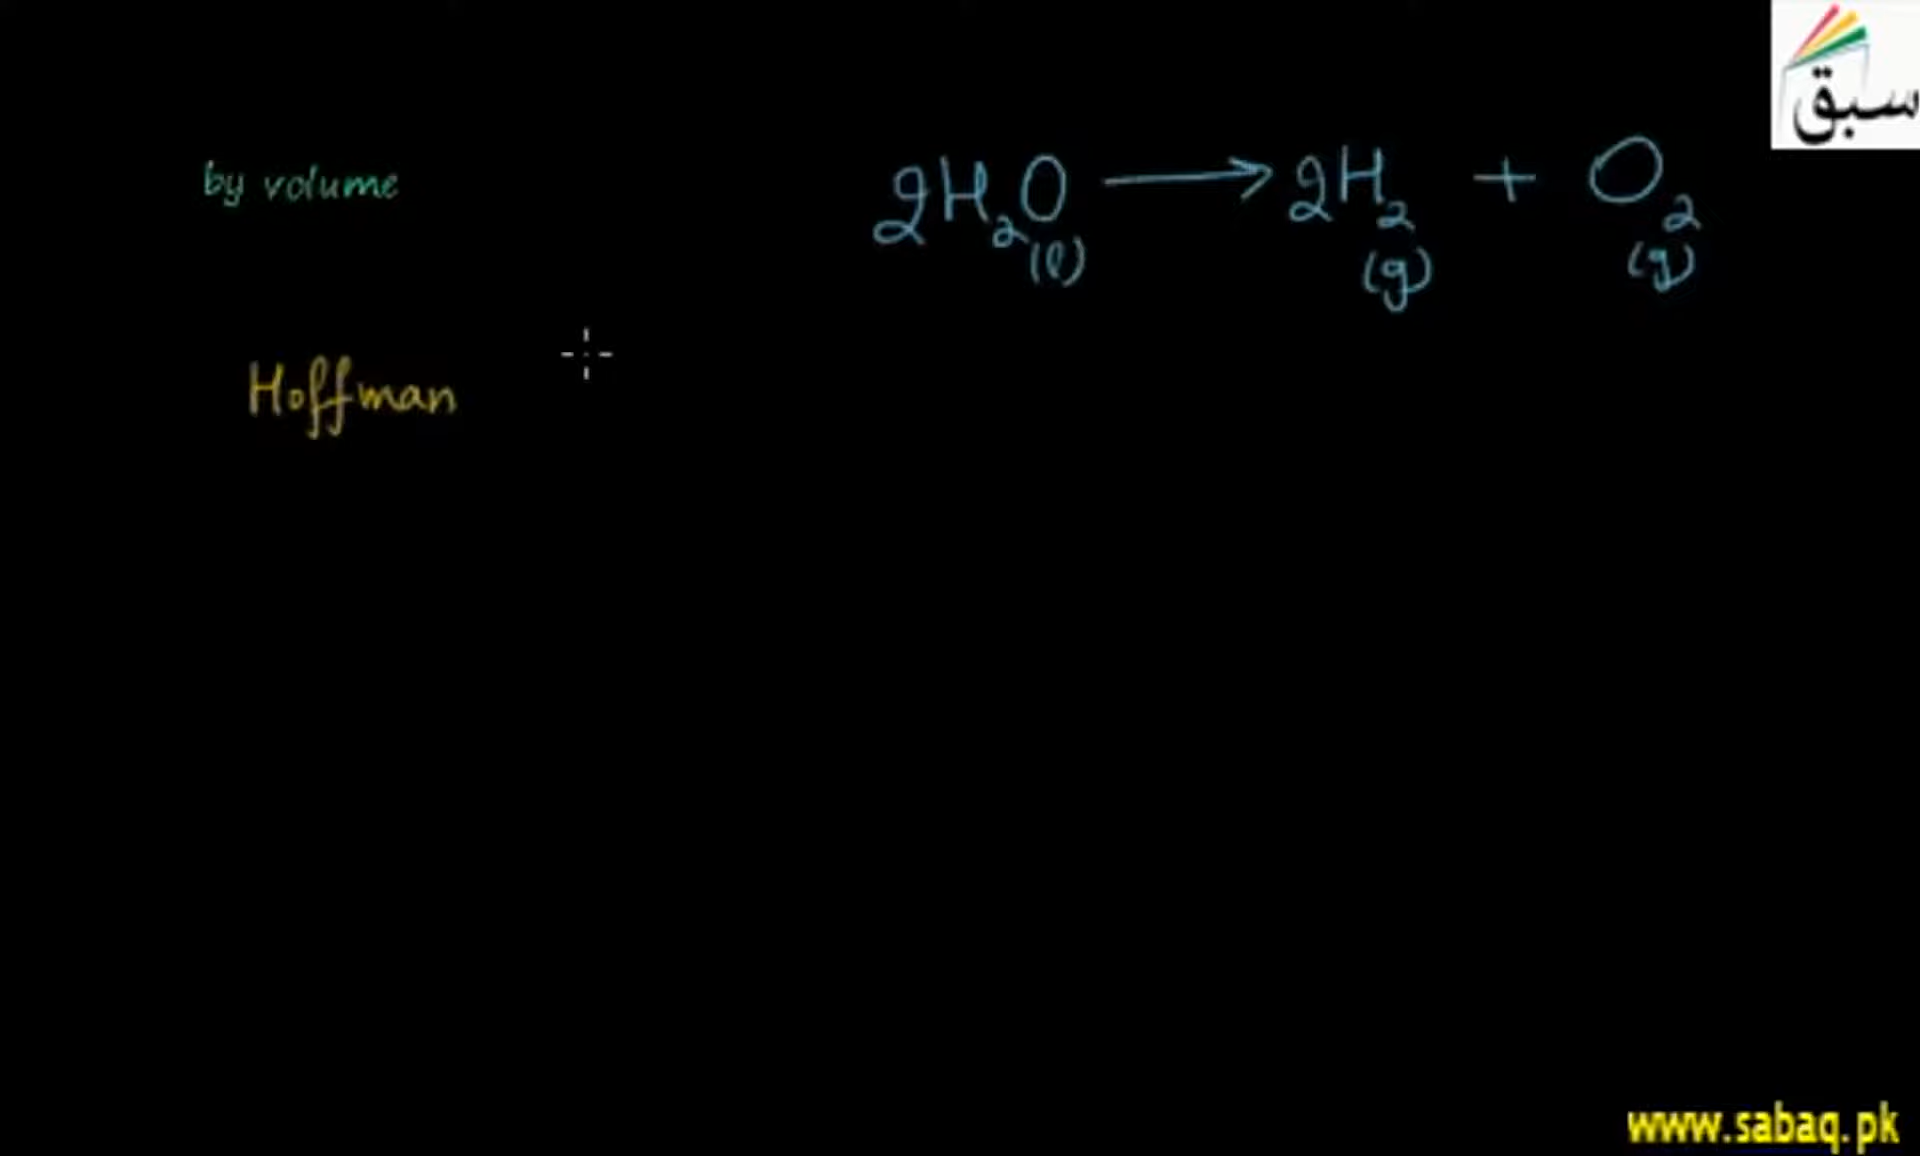 سبق
by volume
2H₂O(l) ⟶ 2H₂(g) + O₂(g)
Hoffman
www.sabaq.pk